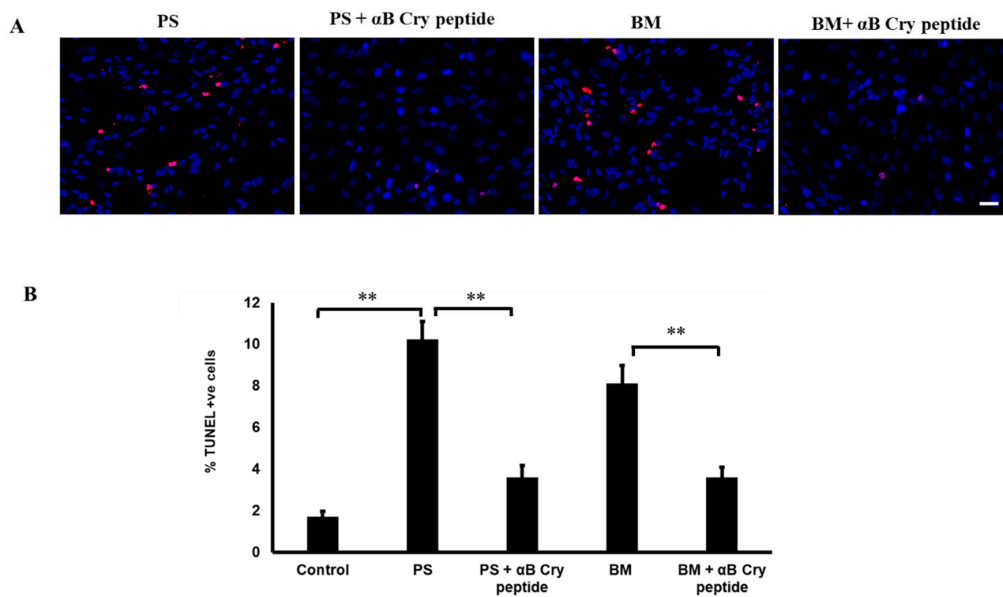 A
PS
PS + αB Cry peptide
BM
BM+ αB Cry peptide
B
% TUNEL +ve cells
12
10
8
6
4
2
0
**
**
**
Control
PS
PS + αB Cry
peptide
BM
BM + αB Cry
peptide